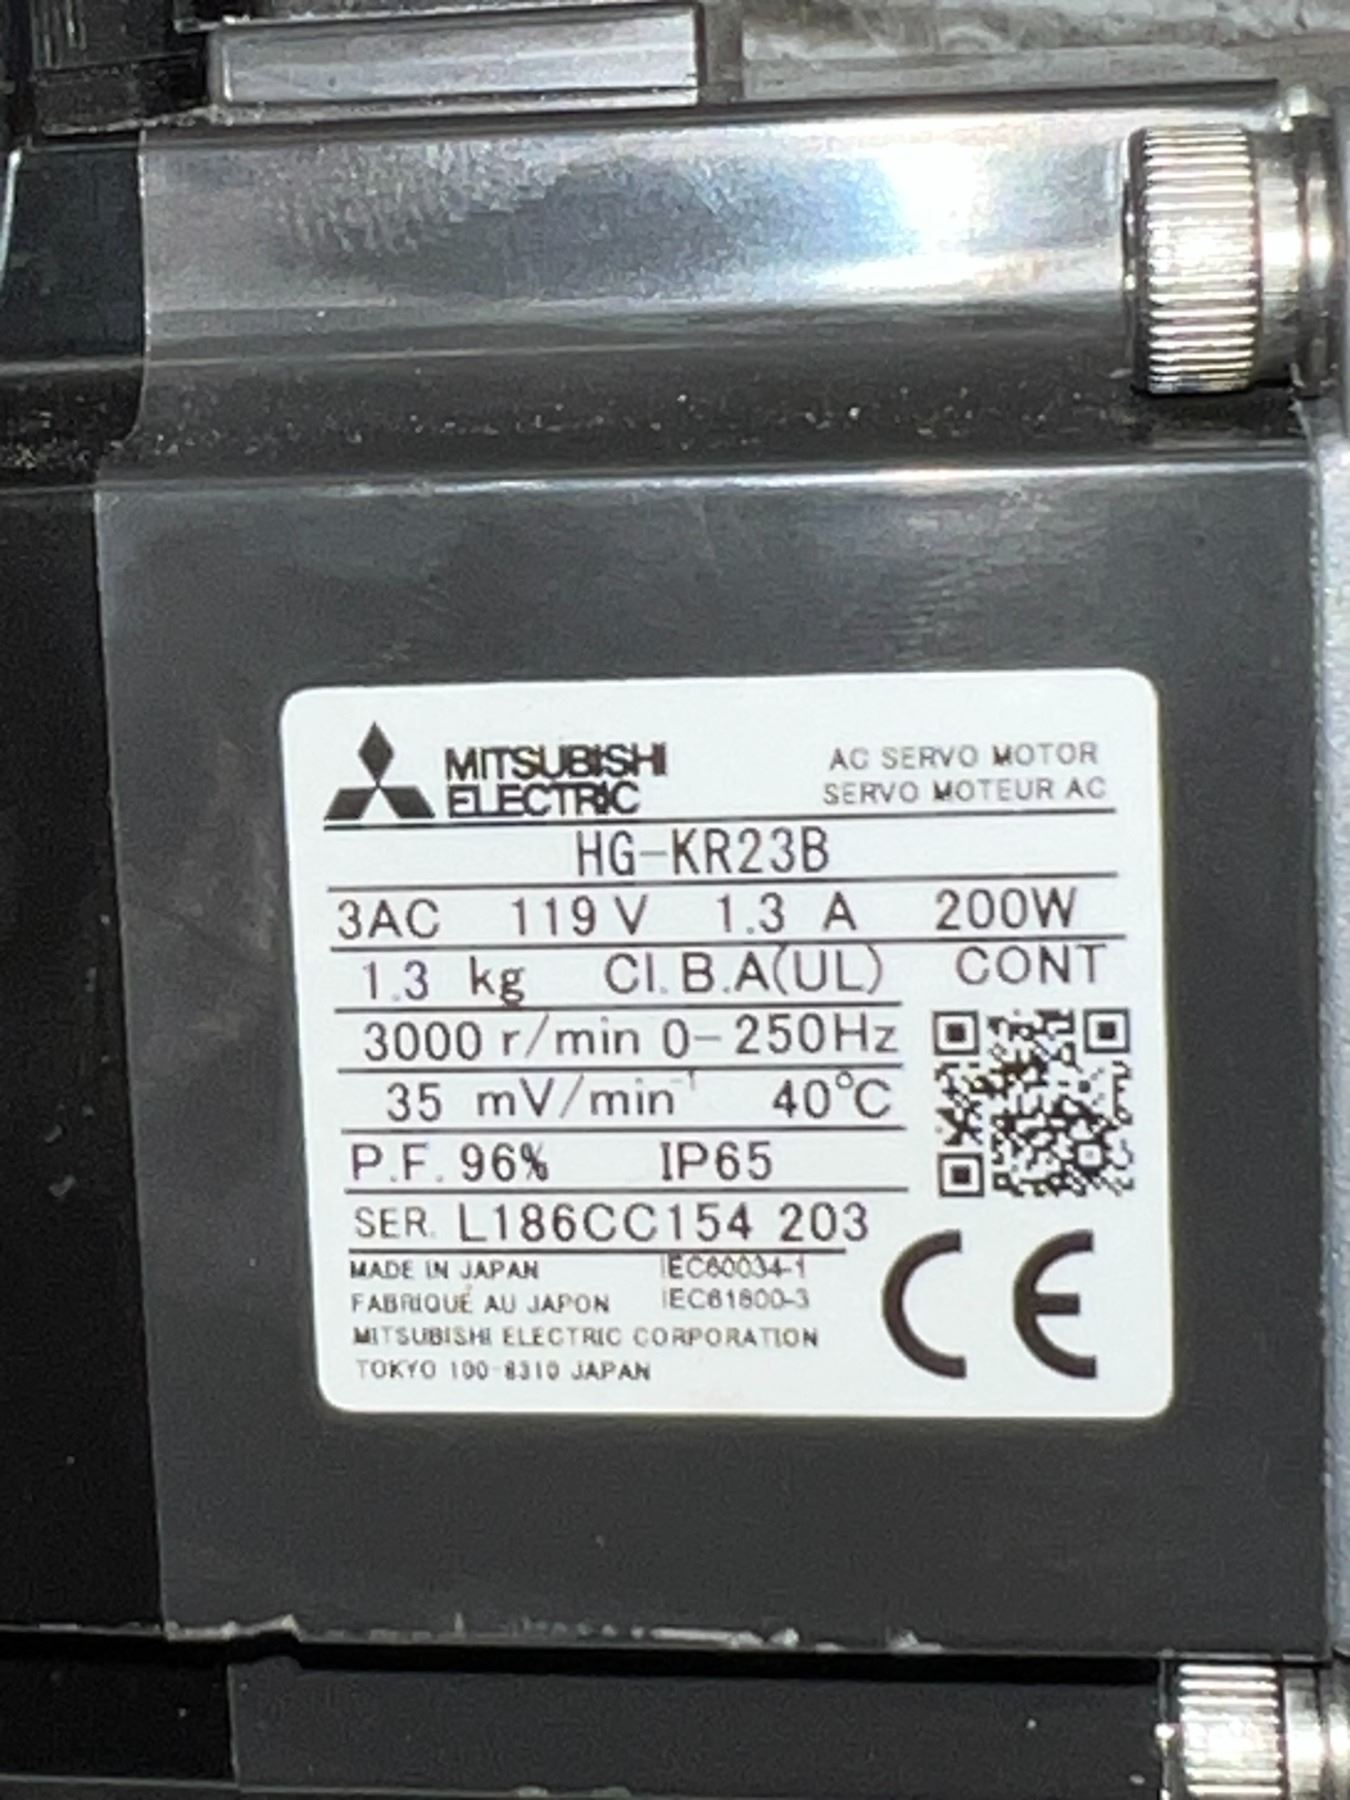 MITSUBISHI
ELECTRIC
AC SERVO MOTOR
SERVO MOTEUR AC
HG-KR23B
3AC 119 V 1.3 A 200W
1.3 kg Cl.B.A(UL) CONT
3000 r/min 0-250Hz
35 mV/min⁻¹ 40°C
P.F. 96% IP65
SER. L186CC154 203
MADE IN JAPAN IEC60034-1
FABRIQUÉ AU JAPON IEC61800-3
MITSUBISHI ELECTRIC CORPORATION
TOKYO 100-8310 JAPAN
CE